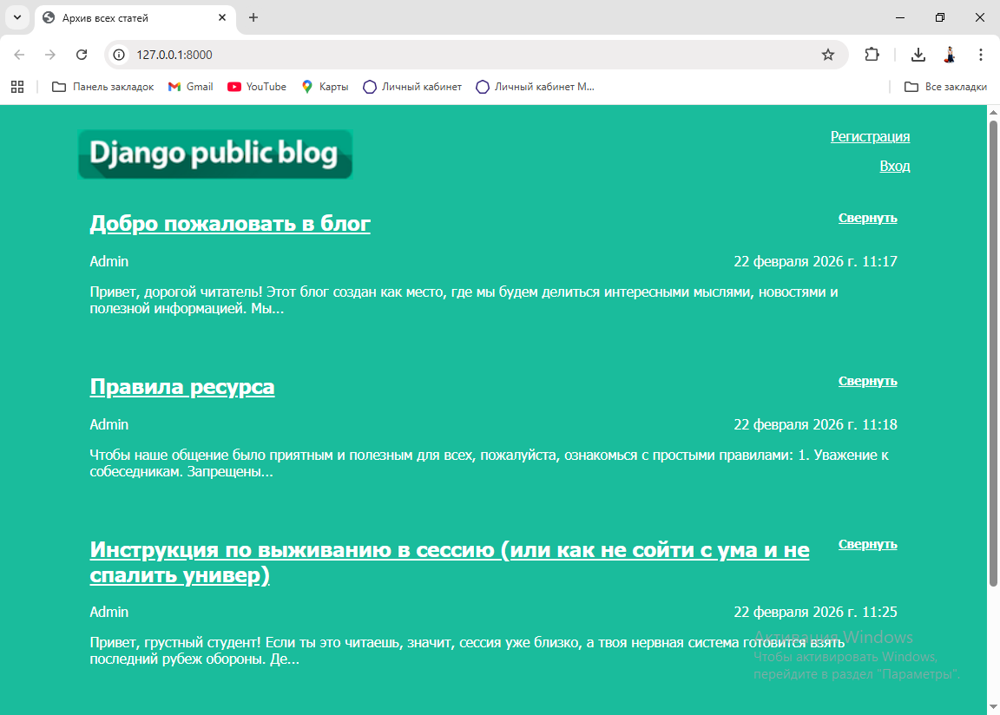 Архив всех статей
127.0.0.1:8000
Панель закладок Gmail YouTube Карты Личный кабинет Личный кабинет М... Все закладки
Django public blog
Регистрация
Вход
Добро пожаловать в блог Свернуть
Admin 22 февраля 2026 г. 11:17
Привет, дорогой читатель! Этот блог создан как место, где мы будем делиться интересными мыслями, новостями и
полезной информацией. Мы...
Правила ресурса Свернуть
Admin 22 февраля 2026 г. 11:18
Чтобы наше общение было приятным и полезным для всех, пожалуйста, ознакомься с простыми правилами: 1. Уважение к
собеседникам. Запрещены...
Инструкция по выживанию в сессию (или как не сойти с ума и не Свернуть
спалить универ)
Admin 22 февраля 2026 г. 11:25
Привет, грустный студент! Если ты это читаешь, значит, сессия уже близко, а твоя нервная система готовится взять
последний рубеж обороны. Де...
Активация Windows
Чтобы активировать Windows,
перейдите в раздел "Параметры".